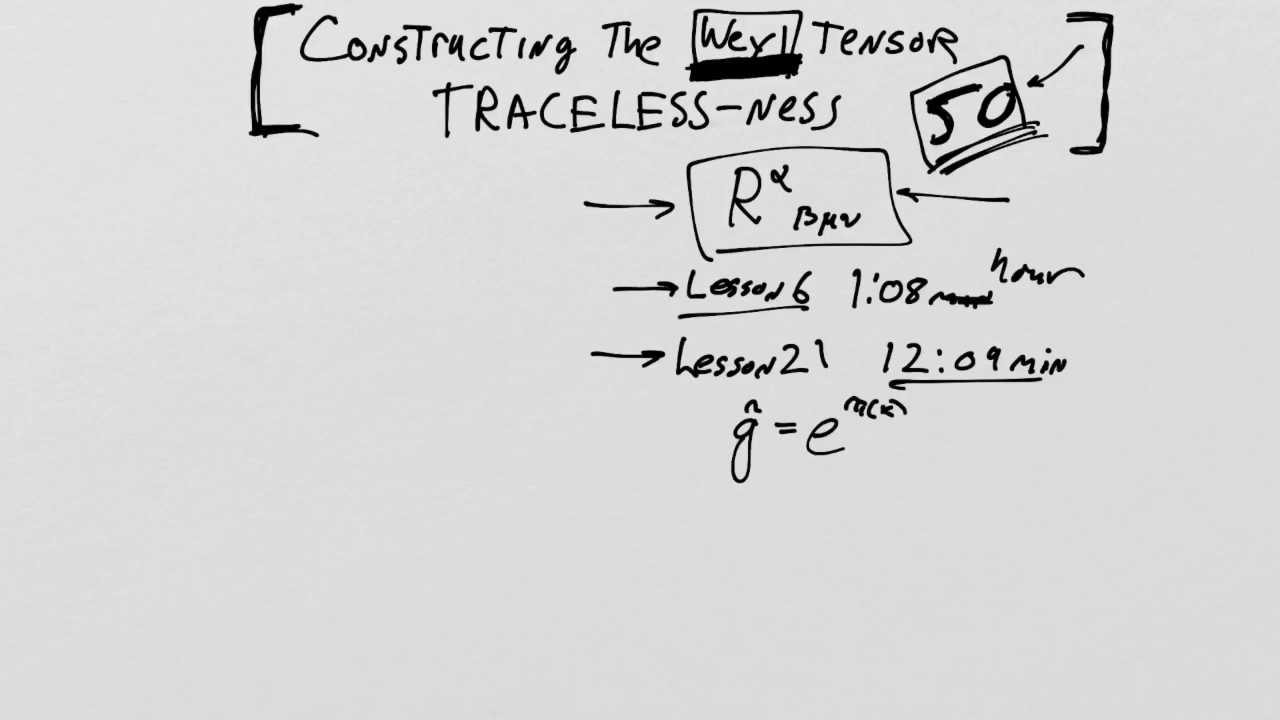 [CONSTRUCTING THE Weyl TENSOR
TRACELESS-NESS 50]
R^α_βμν
Lesson 6 1:08 hour
Lesson 21 12:09 min
ĝ = e